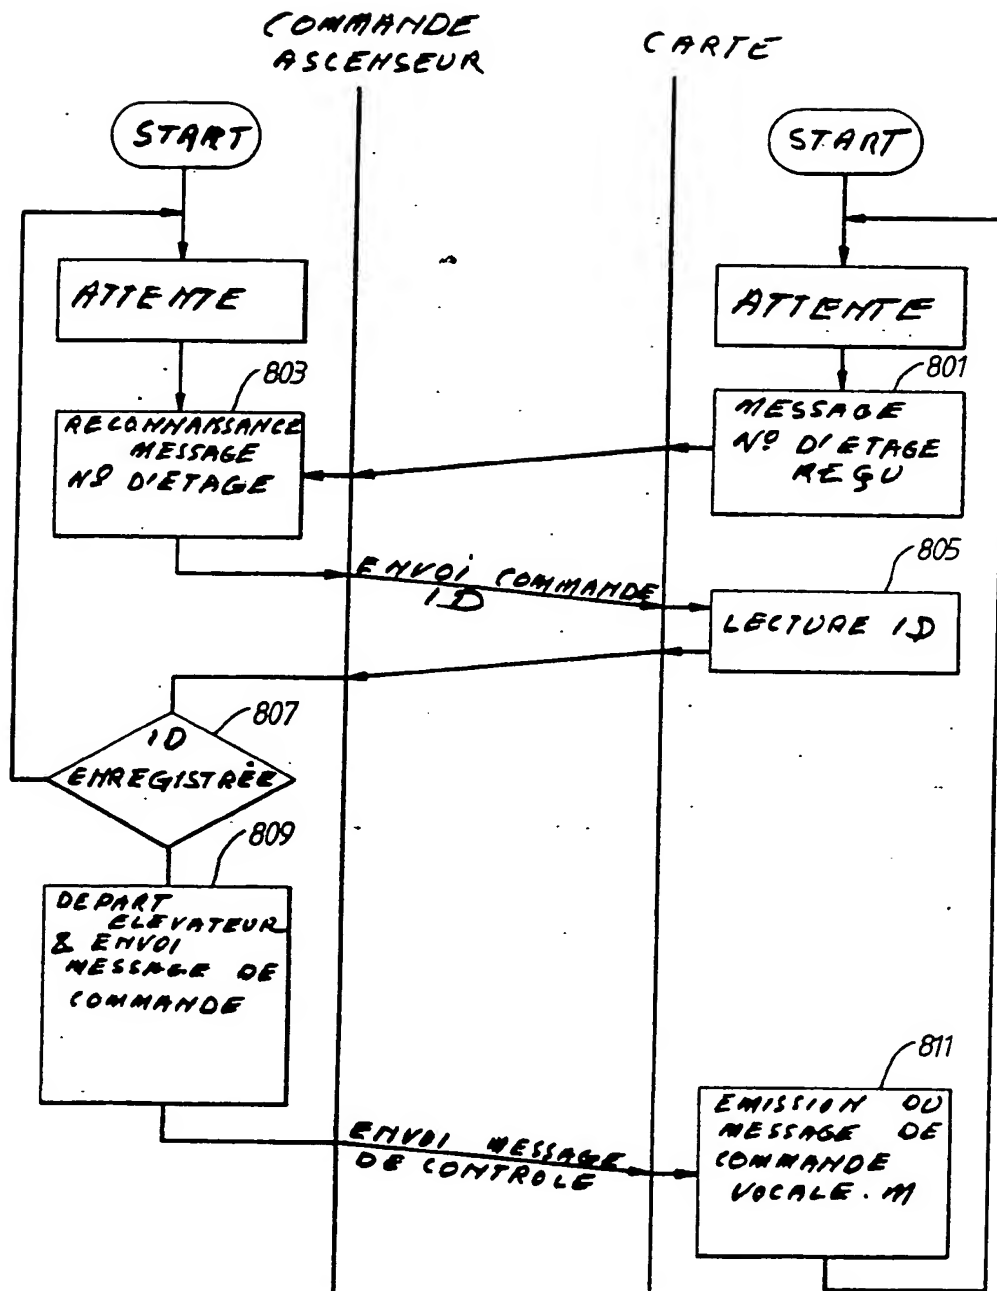 COMMANDE
ASCENSEUR
CARTE
START
START
ATTENTE
ATTENTE
803
801
RECONNAISSANCE
MESSAGE
Nº D'ETAGE
MESSAGE
Nº D'ETAGE
REÇU
805
ENVOI COMMANDE
ID
LECTURE ID
807
ID
ENREGISTRÉE
809
DEPART
ELEVATEUR
& ENVOI
MESSAGE DE
COMMANDE
811
ENVOI MESSAGE
DE CONTROLE
EMISSION DU
MESSAGE DE
COMMANDE
VOCALE. M